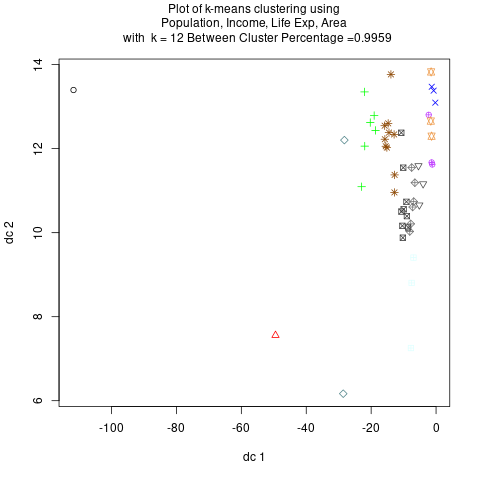 Plot of k-means clustering using
Population, Income, Life Exp, Area
with k = 12 Between Cluster Percentage =0.9959
14
12
10
8
6
dc 2
-100
-80
-60
-40
-20
0
dc 1